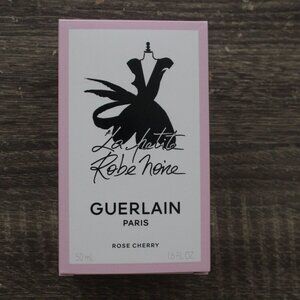 La petite
Robe Noire
GUERLAIN
PARIS
ROSE CHERRY
50 mL 1.6 FL.OZ.